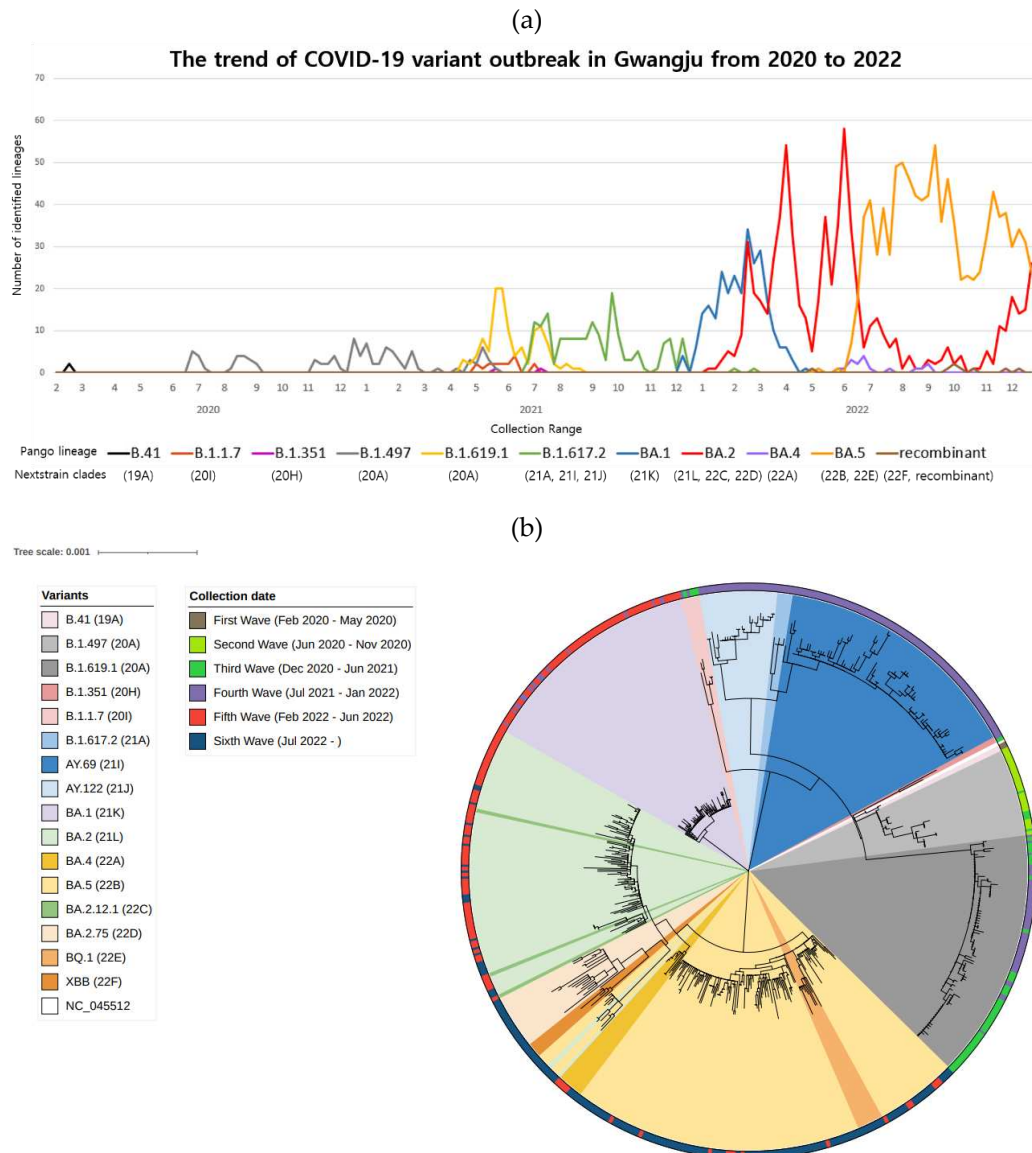 (a)
The trend of COVID-19 variant outbreak in Gwangju from 2020 to 2022
Number of identified lineages
70
60
50
40
30
20
10
0
2 3 4 5 6 7 8 9 10 11 12 1 2 3 4 5 6 7 8 9 10 11 12 1 2 3 4 5 6 7 8 9 10 11 12
2020 2021 2022
Collection Range
Pango lineage B.41 B.1.1.7 B.1.351 B.1.497 B.1.619.1 B.1.617.2 BA.1 BA.2 BA.4 BA.5 recombinant
Nextstrain clades (19A) (20I) (20H) (20A) (20A) (21A, 21I, 21J) (21K) (21L, 22C, 22D) (22A) (22B, 22E) (22F, recombinant)
(b)
Tree scale: 0.001
Variants
B.41 (19A)
B.1.497 (20A)
B.1.619.1 (20A)
B.1.351 (20H)
B.1.1.7 (20I)
B.1.617.2 (21A)
AY.69 (21I)
AY.122 (21J)
BA.1 (21K)
BA.2 (21L)
BA.4 (22A)
BA.5 (22B)
BA.2.12.1 (22C)
BA.2.75 (22D)
BQ.1 (22E)
XBB (22F)
NC_045512
Collection date
First Wave (Feb 2020 - May 2020)
Second Wave (Jun 2020 - Nov 2020)
Third Wave (Dec 2020 - Jun 2021)
Fourth Wave (Jul 2021 - Jan 2022)
Fifth Wave (Feb 2022 - Jun 2022)
Sixth Wave (Jul 2022 - )